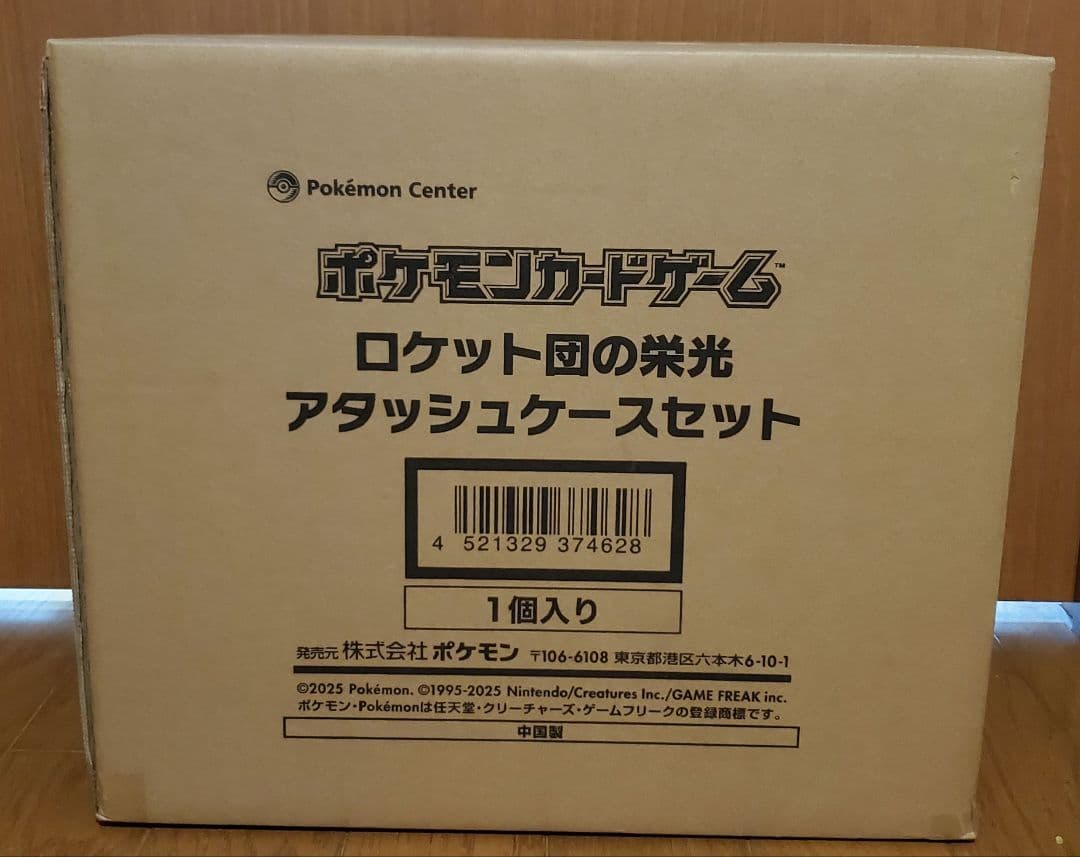 Pokémon Center
ポケモンカードゲーム™
ロケット団の栄光
アタッシュケースセット
4 521329 374628
1個入り
発売元 株式会社 ポケモン 〒106-6108 東京都港区六本木6-10-1
©2025 Pokémon. ©1995-2025 Nintendo/Creatures Inc./GAME FREAK inc.
ポケモン・Pokémonは任天堂・クリーチャーズ・ゲームフリークの登録商標です。
中国製